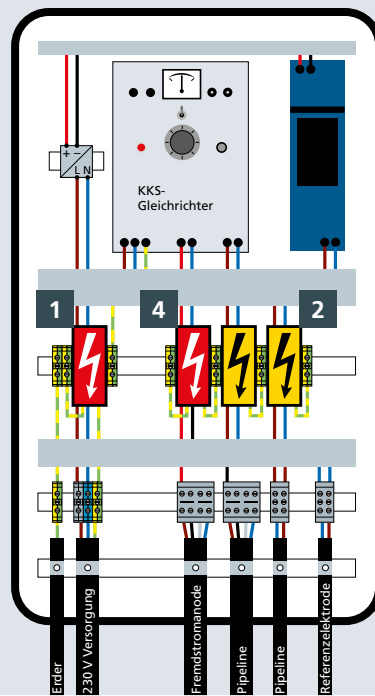 + −
L N
KKS-
Gleichrichter
1
4
2
Erder
230 V Versorgung
Fremdstromanode
Pipeline
Pipeline
Referenzelektrode